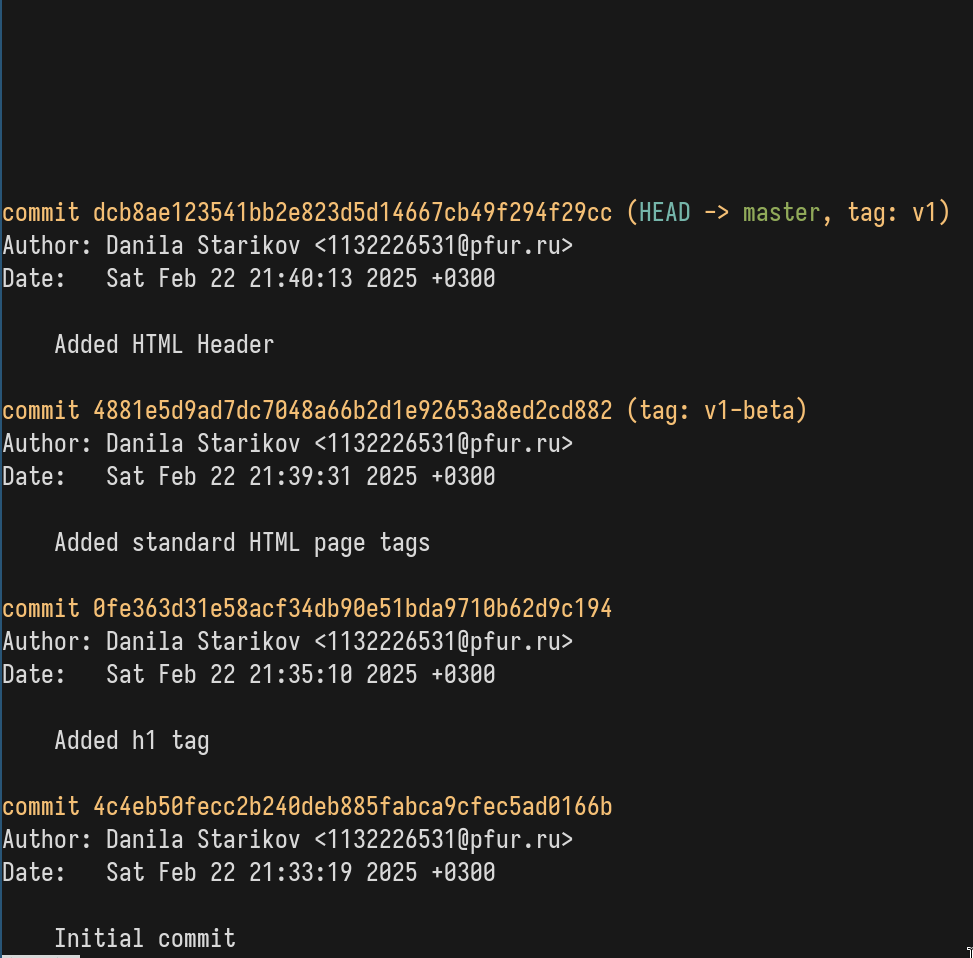 commit dcb8ae123541bb2e823d5d14667cb49f294f29cc (HEAD -> master, tag: v1)
Author: Danila Starikov <1132226531@pfur.ru>
Date:   Sat Feb 22 21:40:13 2025 +0300
    Added HTML Header
commit 4881e5d9ad7dc7048a66b2d1e92653a8ed2cd882 (tag: v1-beta)
Author: Danila Starikov <1132226531@pfur.ru>
Date:   Sat Feb 22 21:39:31 2025 +0300
    Added standard HTML page tags
commit 0fe363d31e58acf34db90e51bda9710b62d9c194
Author: Danila Starikov <1132226531@pfur.ru>
Date:   Sat Feb 22 21:35:10 2025 +0300
    Added h1 tag
commit 4c4eb50fecc2b240deb885fabca9cfec5ad0166b
Author: Danila Starikov <1132226531@pfur.ru>
Date:   Sat Feb 22 21:33:19 2025 +0300
    Initial commit